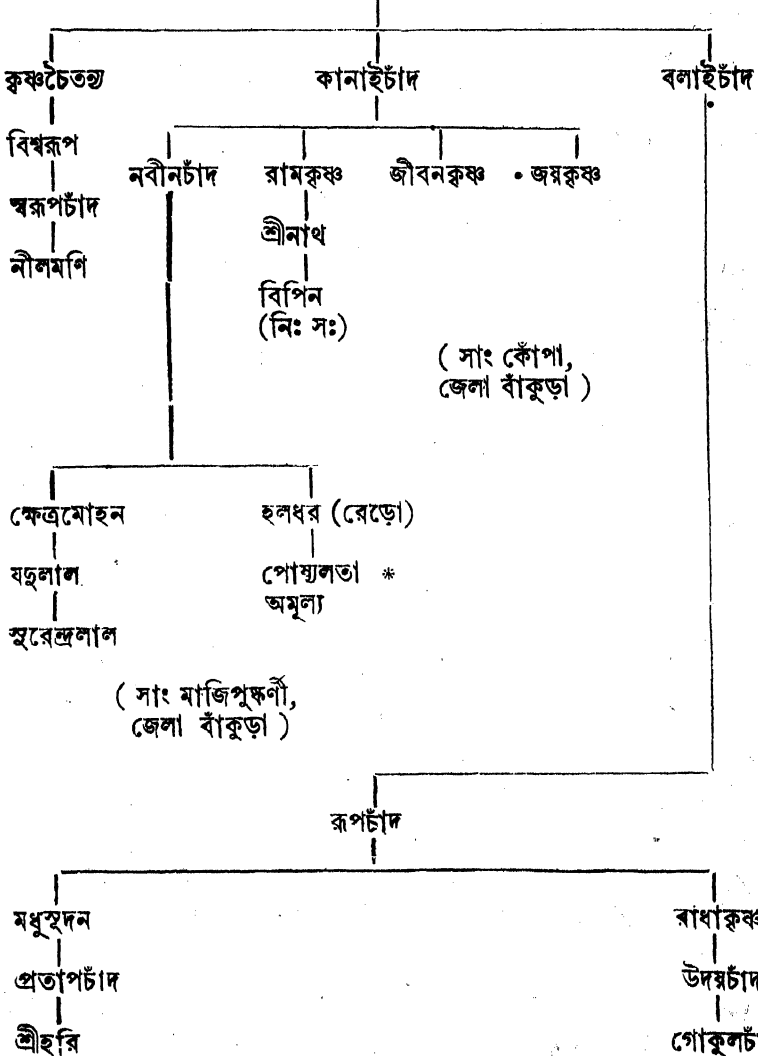 কৃষ্ণচৈতন্য কানাইচাঁদ বলাইচাঁদ
বিশ্বরূপ
নবীনচাঁদ রামকৃষ্ণ জীবনকৃষ্ণ জয়কৃষ্ণ
স্বরূপচাঁদ
শ্রীনাথ
নীলমণি
বিপিন
(নিঃ সঃ)
( সাং কোঁপা,
জেলা বাঁকুড়া )
ক্ষেত্রমোহন হলধর (রেড়ো)
যদুলাল পোষ্যলতা *
অমূল্য
সুরেন্দ্রলাল
( সাং মাজিপুষ্কর্ণী,
জেলা বাঁকুড়া )
রূপচাঁদ
মধুসূদন রাধাকৃষ্ণ
প্রতাপচাঁদ উদয়চাঁদ
শ্রীহরি গোকুলচাঁ